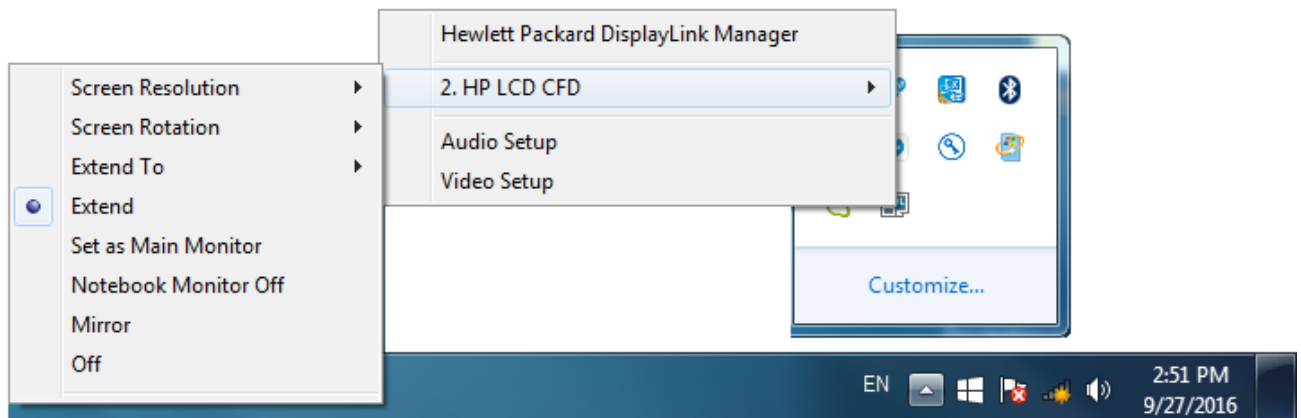 Hewlett Packard DisplayLink Manager
2. HP LCD CFD
Audio Setup
Video Setup
Screen Resolution
Screen Rotation
Extend To
Extend
Set as Main Monitor
Notebook Monitor Off
Mirror
Off
Customize...
EN
2:51 PM
9/27/2016